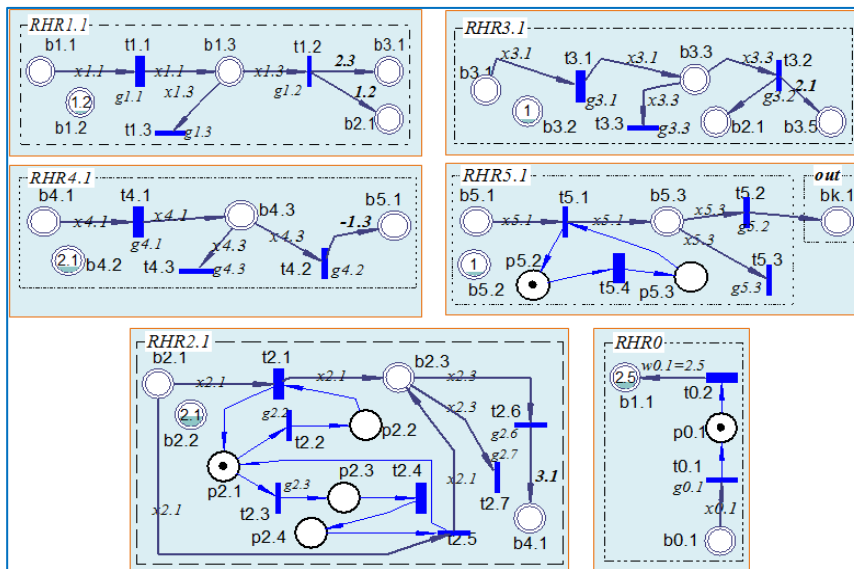 RHR1.1
b1.1 t1.1 b1.3 t1.2 b3.1
x1.1 x1.1 x1.3 2.3
x1.3 1.2
1.2 g1.1 g1.2
b1.2 t1.3 g1.3 b2.1
RHR3.1
b3.1 x3.1 t3.1 x3.1 b3.3 x3.3 t3.2
g3.1 x3.3 g3.2 2.1
1 b3.2 t3.3 g3.3 b2.1 b3.5
RHR4.1
b4.1 t4.1 b4.3 b5.1
x4.1 x4.1 -1.3
g4.1 x4.3 x4.3
2.1 b4.2 t4.3 g4.3 t4.2 g4.2
RHR5.1
out
b5.1 t5.1 b5.3 t5.2 bk.1
x5.1 x5.1 x5.3 g5.2
x5.3
1 p5.2 t5.3
b5.2 t5.4 p5.3 g5.3
RHR2.1
b2.1 t2.1 b2.3
x2.1 x2.1 x2.3
2.1 g2.2 x2.3 t2.6
b2.2 t2.2 p2.2 g2.6
g2.7
p2.1 g2.3 p2.3 t2.4 x2.1 3.1
t2.3 t2.7
x2.1 p2.4 t2.5 b4.1
RHR0
w0.1=2.5
2.5 t0.2
b1.1
p0.1
t0.1
g0.1
x0.1
b0.1